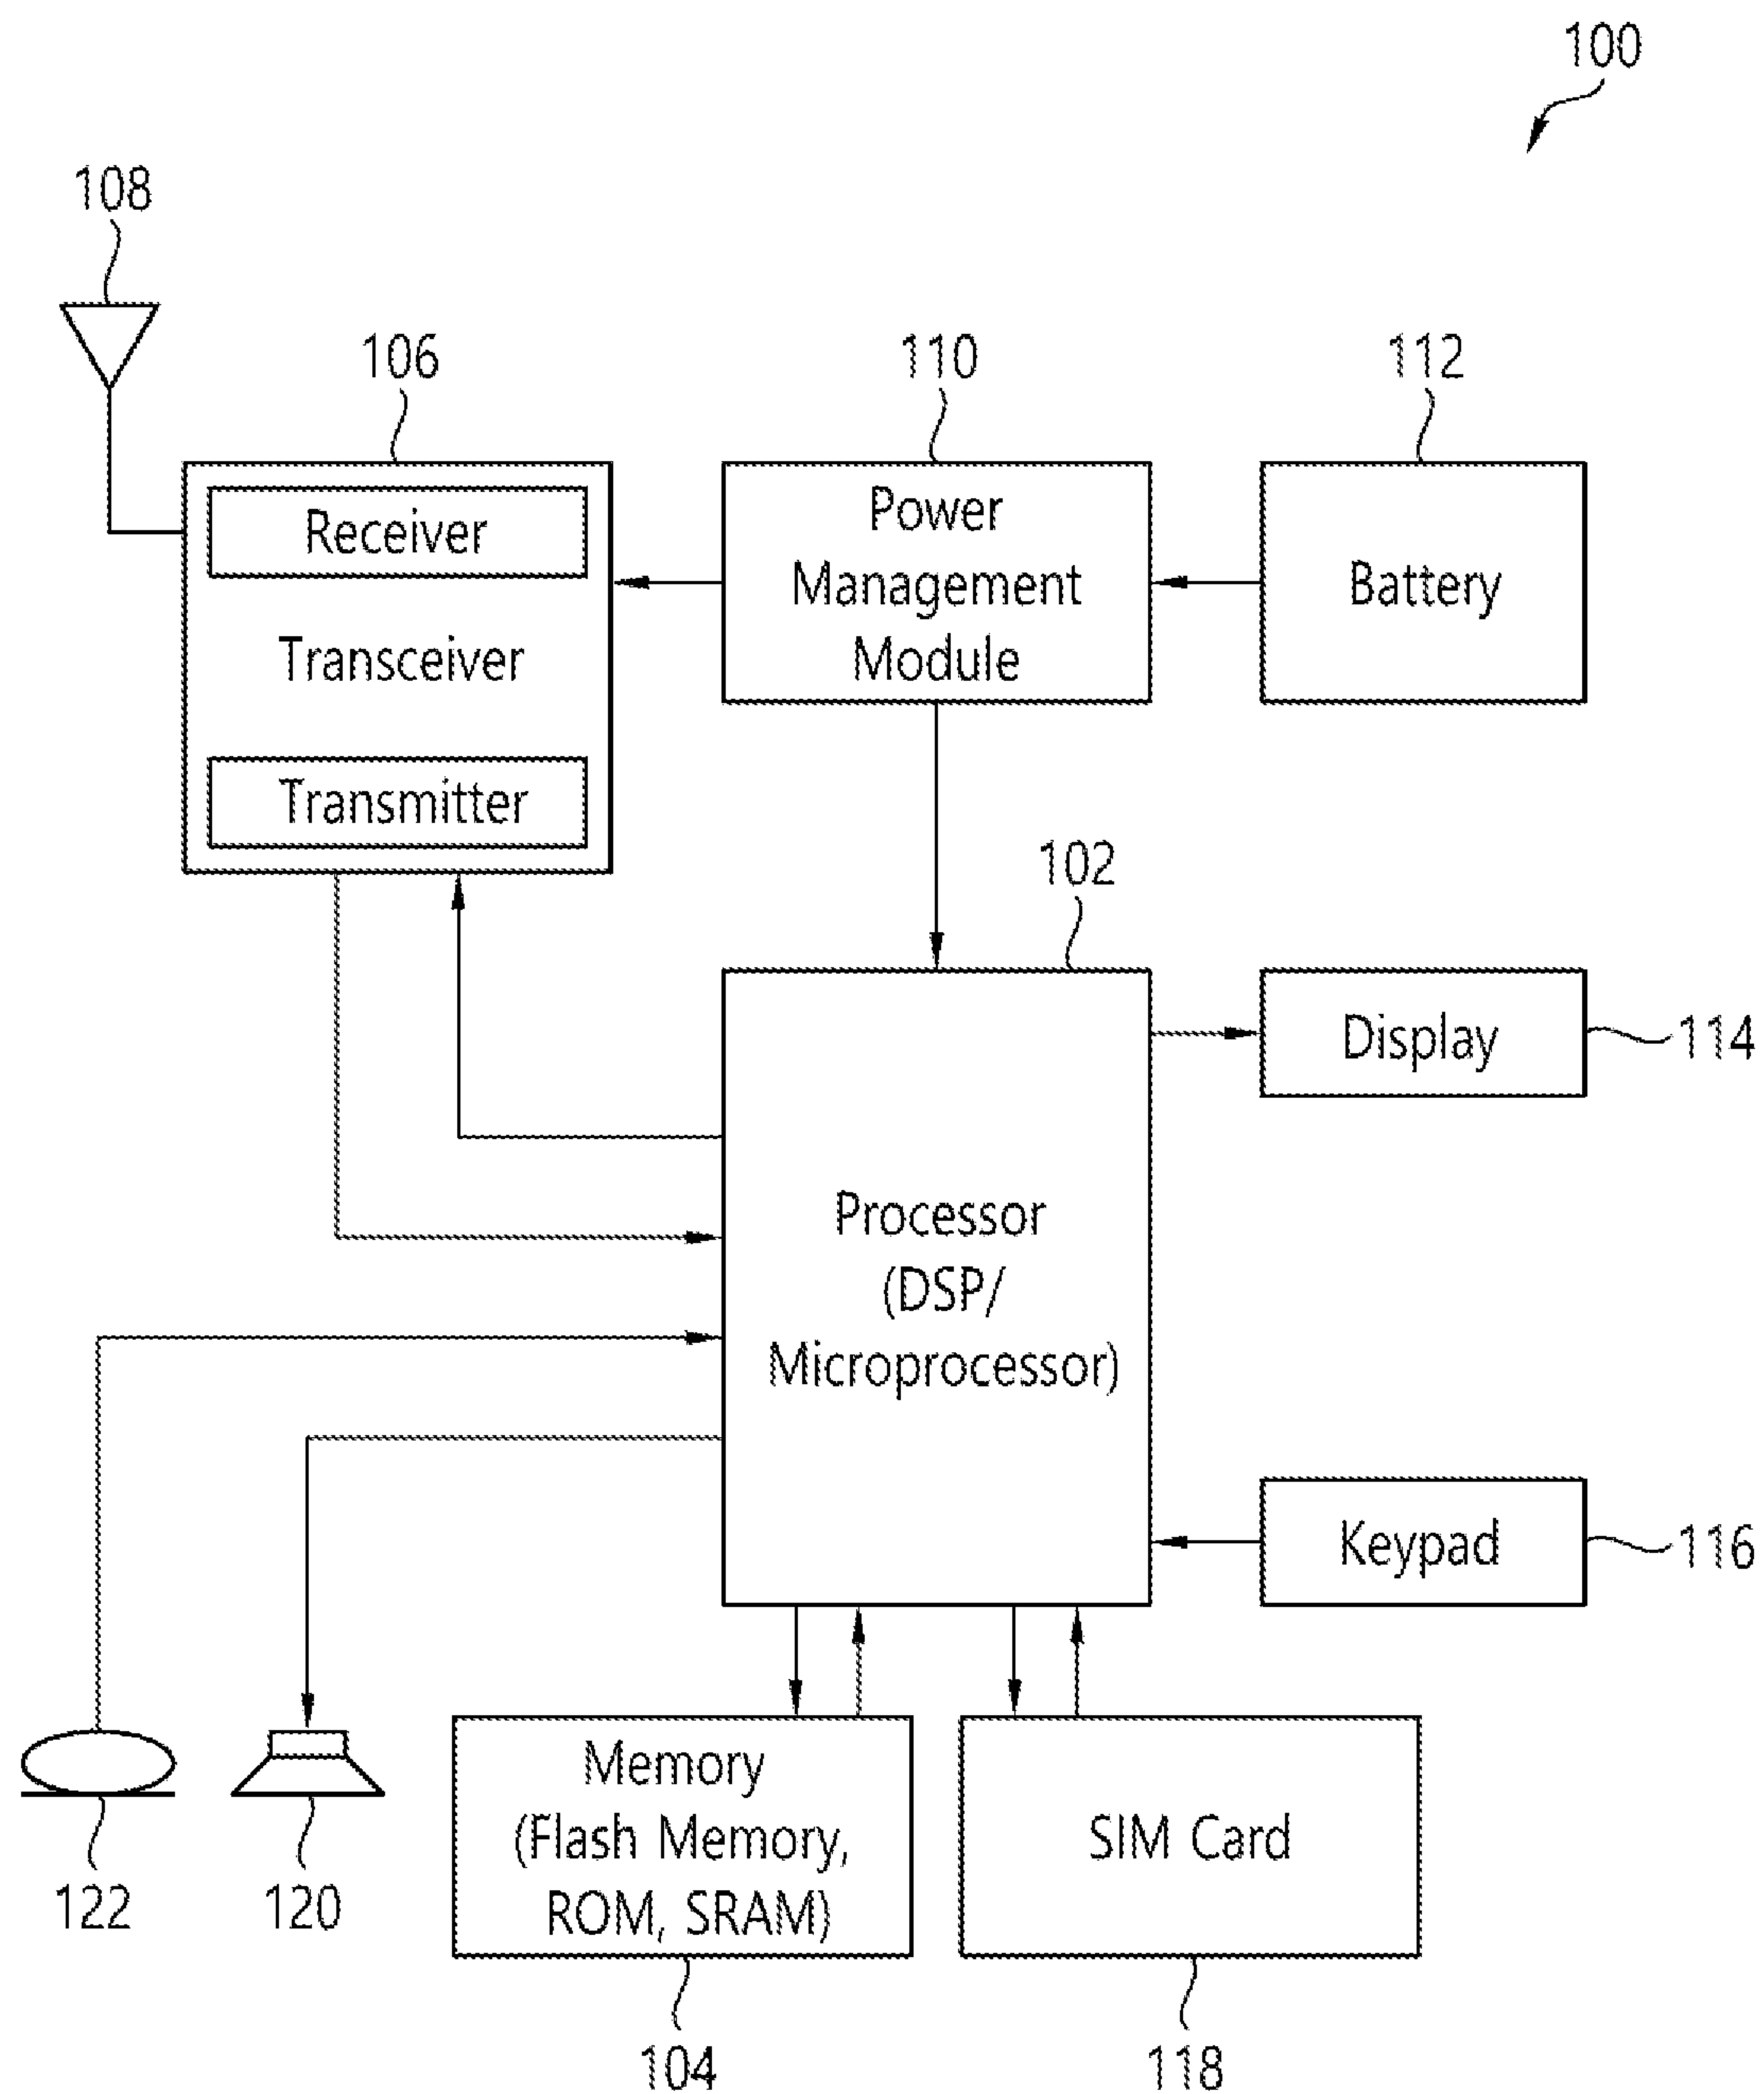 100
108
106
110
112
Receiver
Transceiver
Transmitter
Power
Management
Module
Battery
102
Display
114
Processor
(DSP/
Microprocessor)
Keypad
116
Memory
(Flash Memory,
ROM, SRAM)
SIM Card
122
120
104
118